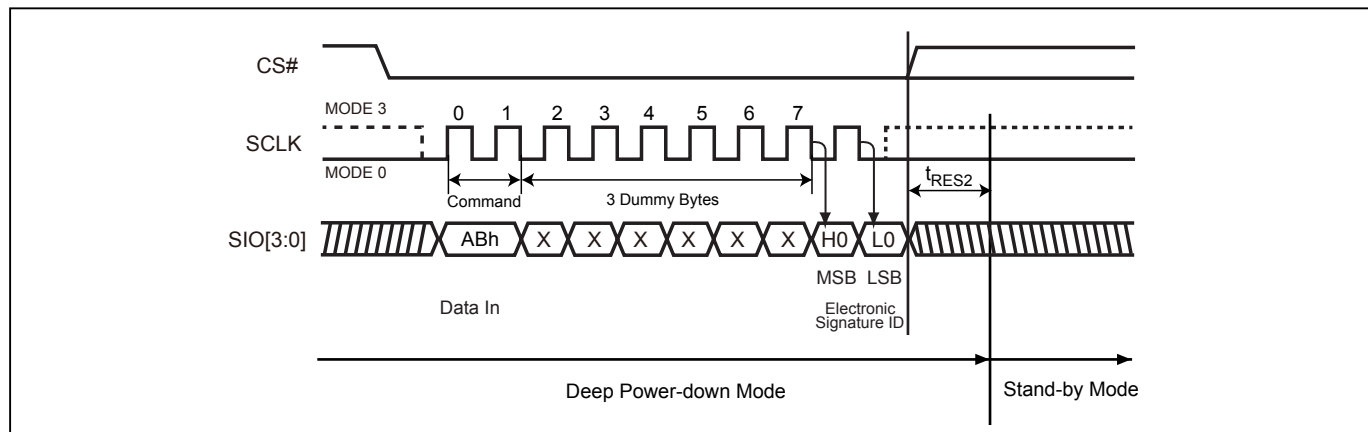 CS#
MODE 3
0 1 2 3 4 5 6 7
SCLK
MODE 0
Command
3 Dummy Bytes
tRES2
SIO[3:0]
ABh X X X X X X H0 L0
MSB LSB
Data In
Electronic
Signature ID
Deep Power-down Mode
Stand-by Mode